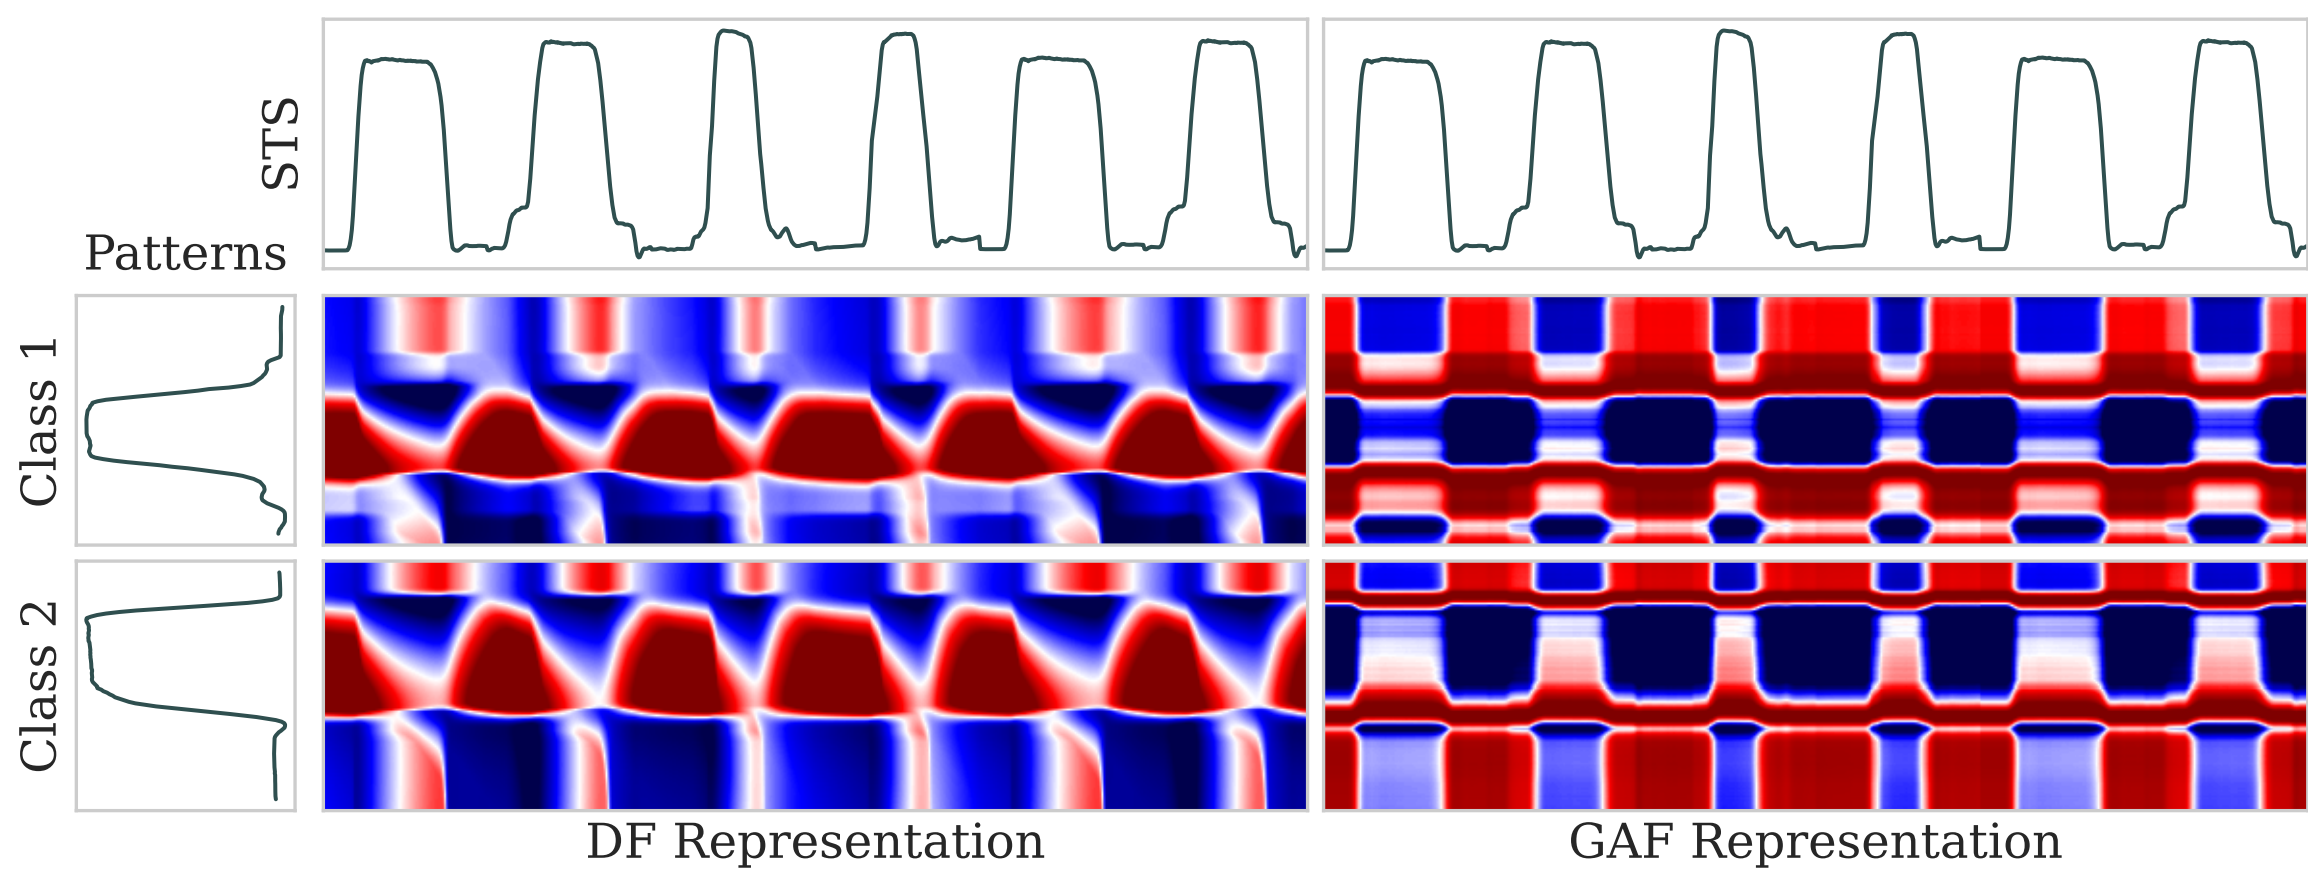 STS
Patterns
Class 1
Class 2
DF Representation
GAF Representation